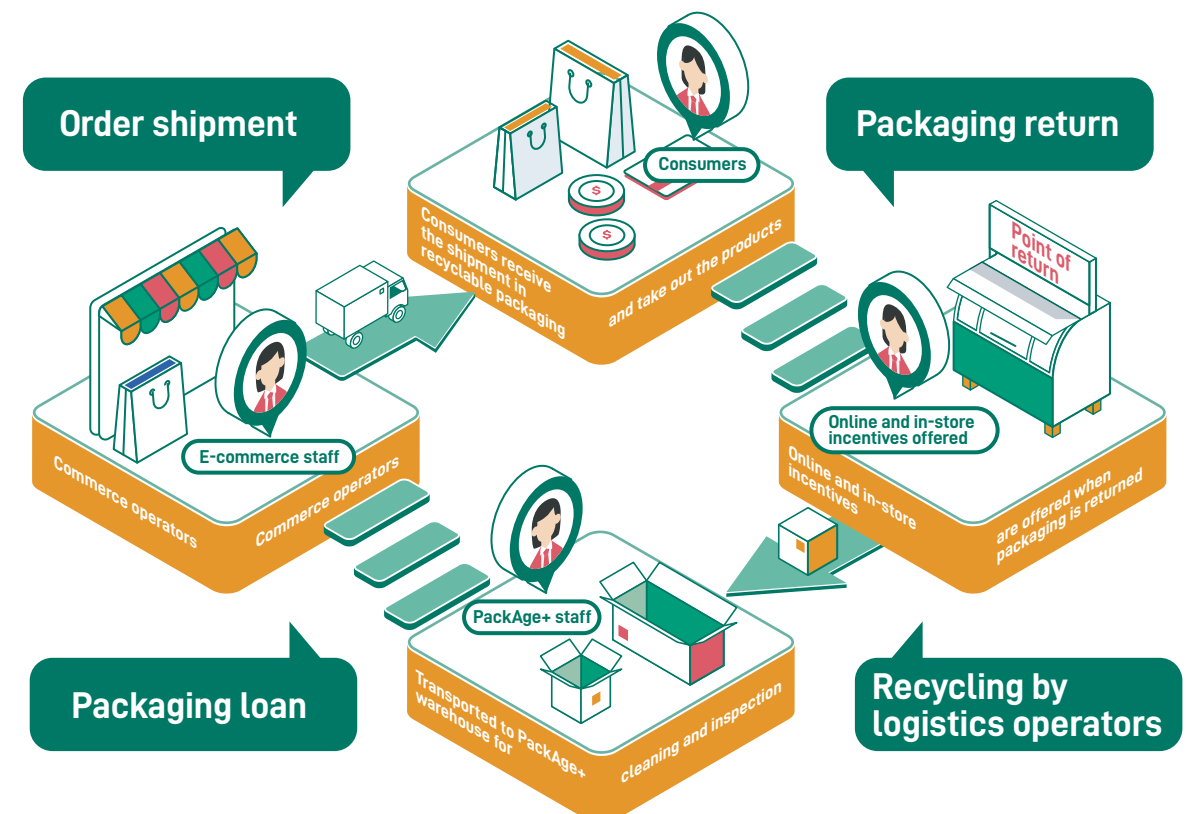 Order shipment
Packaging return
Consumers
$
$
Consumers receive
the shipment in
recyclable packaging
and take out the products
Point of
return
E-commerce staff
Commerce operators
Commerce operators
Online and in-store
incentives offered
Online and in-store
incentives
are offered when
packaging is returned
PackAge+ staff
Transported to PackAge+
warehouse for
cleaning and inspection
Packaging loan
Recycling by
logistics operators